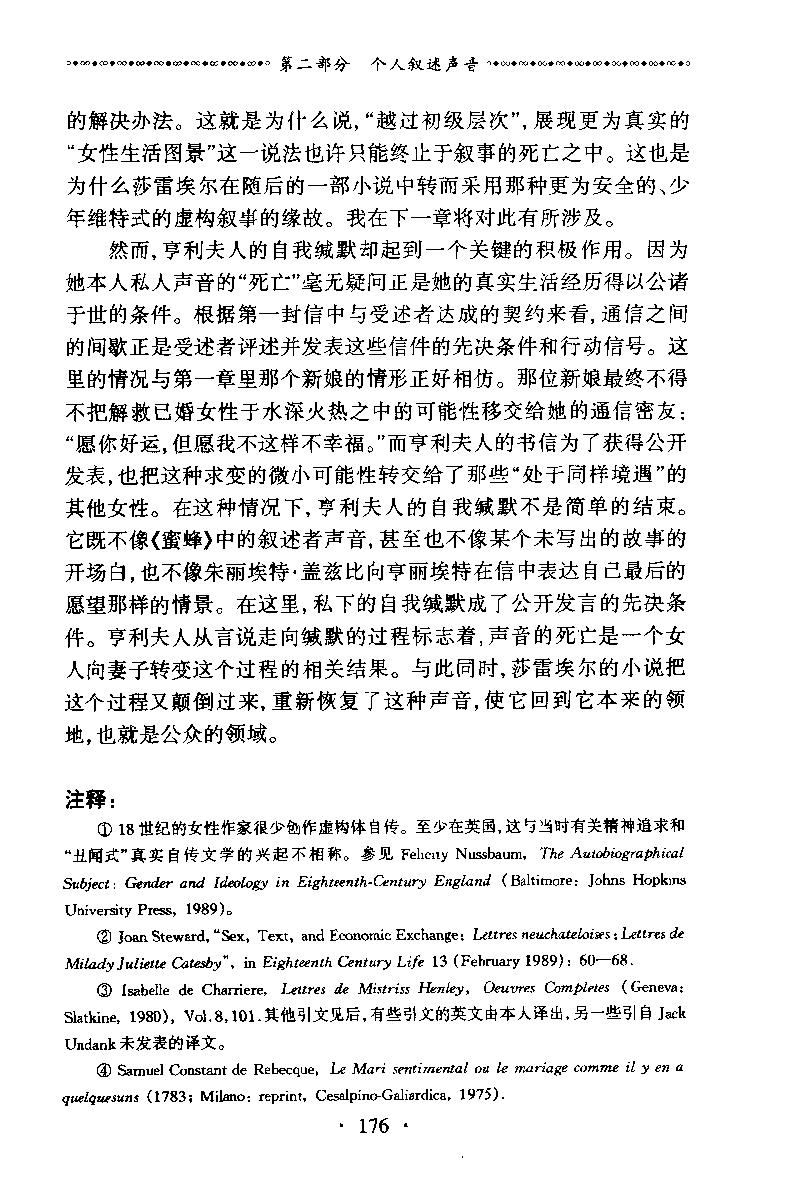 第二部分 个人叙述声音
的解决办法。这就是为什么说,“越过初级层次”,展现更为真实的
“女性生活图景”这一说法也许只能终止于叙事的死亡之中。这也是
为什么莎雷埃尔在随后的一部小说中转而采用那种更为安全的、少
年维特式的虚构叙事的缘故。我在下一章将对此有所涉及。
然而,亨利夫人的自我缄默却起到一个关键的积极作用。因为
她本人私人声音的“死亡”毫无疑问正是她的真实生活经历得以公诸
于世的条件。根据第一封信中与受述者达成的契约来看,通信之间
的间歇正是受述者评述并发表这些信件的先决条件和行动信号。这
里的情况与第一章里那个新娘的情形正好相仿。那位新娘最终不得
不把解救已婚女性于水深火热之中的可能性移交给她的通信密友:
“愿你好运,但愿我不这样不幸福。”而亨利夫人的书信为了获得公开
发表,也把这种求变的微小可能性转交给了那些“处于同样境遇”的
其他女性。在这种情况下,亨利夫人的自我缄默不是简单的结束。
它既不像《蜜蜂》中的叙述者声音,甚至也不像某个未写出的故事的
开场白,也不像朱丽埃特·盖兹比向亨丽埃特在信中表达自己最后的
愿望那样的情景。在这里,私下的自我缄默成了公开发言的先决条
件。亨利夫人从言说走向缄默的过程标志着,声音的死亡是一个女
人向妻子转变这个过程的相关结果。与此同时,莎雷埃尔的小说把
这个过程又颠倒过来,重新恢复了这种声音,使它回到它本来的领
地,也就是公众的领域。
注释:
① 18世纪的女性作家很少创作虚构体自传。至少在英国,这与当时有关精神追求和
“丑闻式”真实自传文学的兴起不相称。参见 Felicity Nussbaum, The Autobiographical
Subject: Gender and Ideology in Eighteenth-Century England (Baltimore: Johns Hopkins
University Press, 1989)。
② Joan Steward, “Sex, Text, and Economic Exchange: Lettres neuchateloises; Lettres de
Milady Juliette Catesby”, in Eighteenth Century Life 13 (February 1989): 60—68.
③ Isabelle de Charriere, Lettres de Mistriss Henley, Oeuvres Completes (Geneva:
Slatkine, 1980), Vol. 8,101.其他引文见后,有些引文的英文由本人译出,另一些引自 Jack
Undank 未发表的译文。
④ Samuel Constant de Rebecque, Le Mari sentimental ou le mariage comme il y en a
quelquesuns (1783; Milano: reprint, Cesalpino-Galiardica, 1975).
· 176 ·